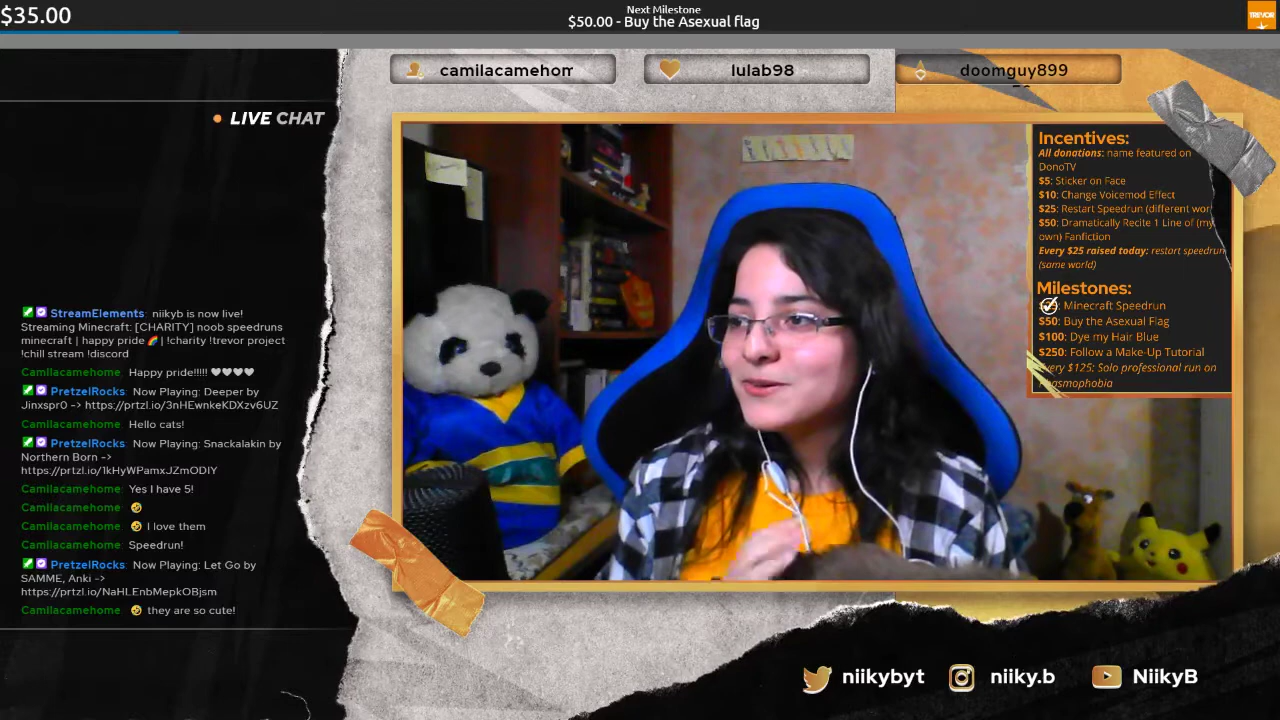 $35.00
Next Milestone
$50.00 - Buy the Asexual flag
TREVOR
camilacamehom
lulab98
doomguy899
LIVE CHAT
StreamElements: niikyb is now live!
Streaming Minecraft: [CHARITY] noob speedruns
minecraft | happy pride 🏳️‍🌈 | !charity !trevor project
!chill stream !discord
Camilacamehome: Happy pride!!!!! ♥♥♥♥
PretzelRocks: Now Playing: Deeper by
Jinxspr0 -> https://prtzl.io/3nHEwnkeKDXzv6UZ
Camilacamehome: Hello cats!
PretzelRocks: Now Playing: Snackalakin by
Northern Born ->
https://prtzl.io/1kHyWPamxJZmODIY
Camilacamehome: Yes I have 5!
Camilacamehome: 🤣
Camilacamehome: 🤣 I love them
Camilacamehome: Speedrun!
PretzelRocks: Now Playing: Let Go by
SAMME, Anki ->
https://prtzl.io/NaHLEnbMepkOBjsm
Camilacamehome: 🤣 they are so cute!
Incentives:
All donations: name featured on
DonoTV
$5: Sticker on Face
$10: Change Voicemod Effect
$25: Restart Speedrun (different wor
$50: Dramatically Recite 1 Line of (my
own) Fanfiction
Every $25 raised today: restart speedrun
(same world)
Milestones:
Minecraft Speedrun
$50: Buy the Asexual Flag
$100: Dye my Hair Blue
$250: Follow a Make-Up Tutorial
very $125: Solo professional run on
hasmophobia
niikybyt
niiky.b
NiikyB